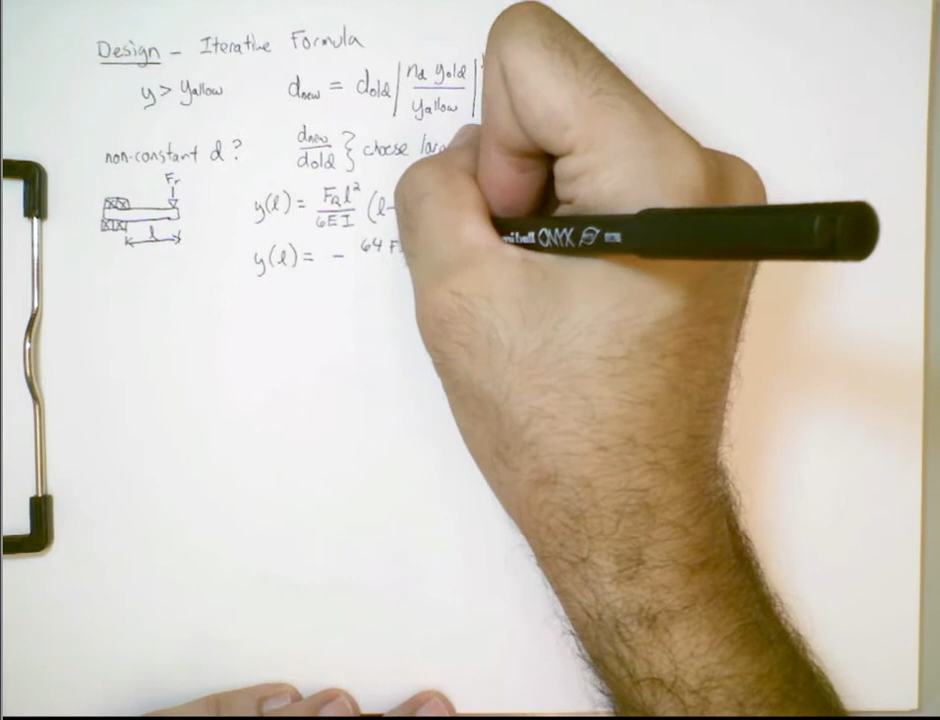 Design - Iterative Formula
y > yallow dnew = dold | nd yold / yallow |
non-constant d? dnew / dold } choose
Fr
y(l) = FR l² / 6EI (l-
l
y(l) = - 64 F
uni-ball ONYX